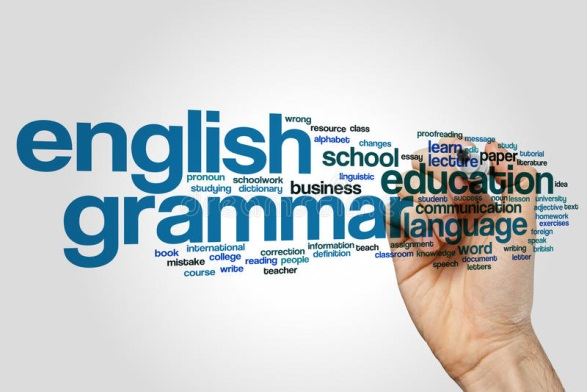 wrong
resource class
alphabet
changes
proofreading
message
english
school
essay
learn
edit
study
lecture
paper
tutorial
literature
pronoun
schoolwork
linguistic
studying
dictionary
business
education
idea
grammar
student
success
noun
lesson
university
communication
adjective text
homework
language
exercises
foreign
speak
british
book
international
correction
information
teach
assignment
mistake
college
reading
people
definition
classroom
knowledge
word
writing
course
write
teacher
speech
document
letter
letters